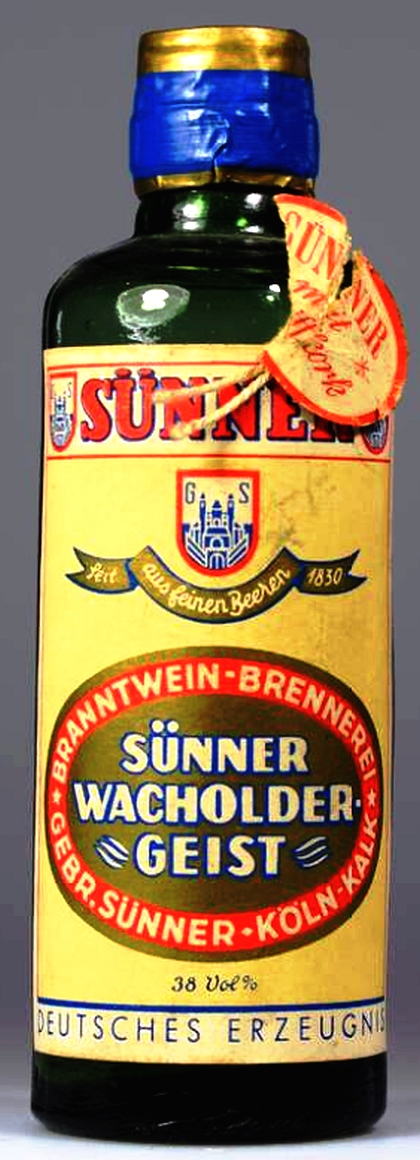 SÜNNER
mit
SÜNNER
G S
Seit aus feinen Beeren 1830
BRANNTWEIN-BRENNEREI
SÜNNER
WACHOLDER-
GEIST
GEBR. SÜNNER • KÖLN-KALK
38 Vol%
DEUTSCHES ERZEUGNIS